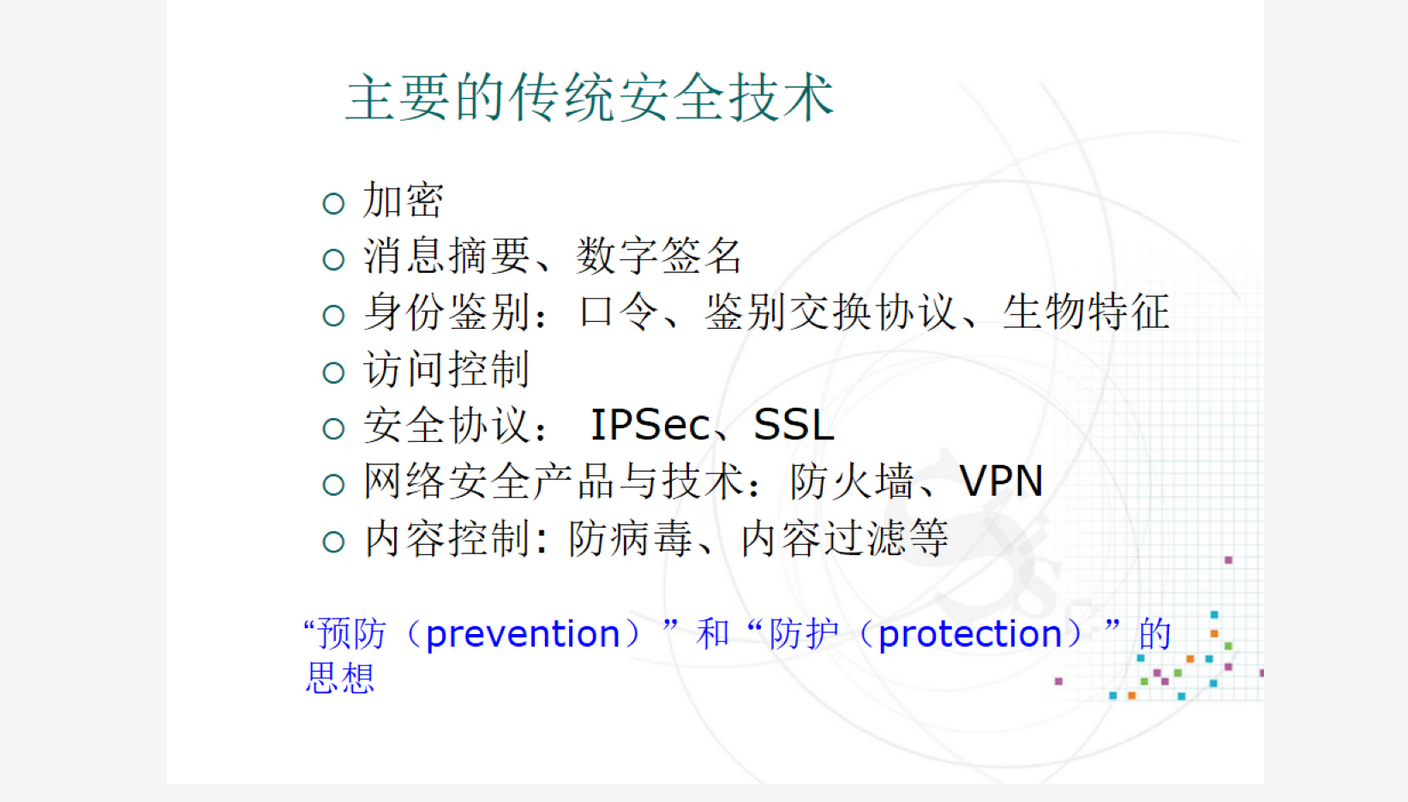 主要的传统安全技术
加密
消息摘要、数字签名
身份鉴别：口令、鉴别交换协议、生物特征
访问控制
安全协议： IPSec、SSL
网络安全产品与技术：防火墙、VPN
内容控制: 防病毒、内容过滤等
“预防（prevention）”和“防护（protection）”的
思想